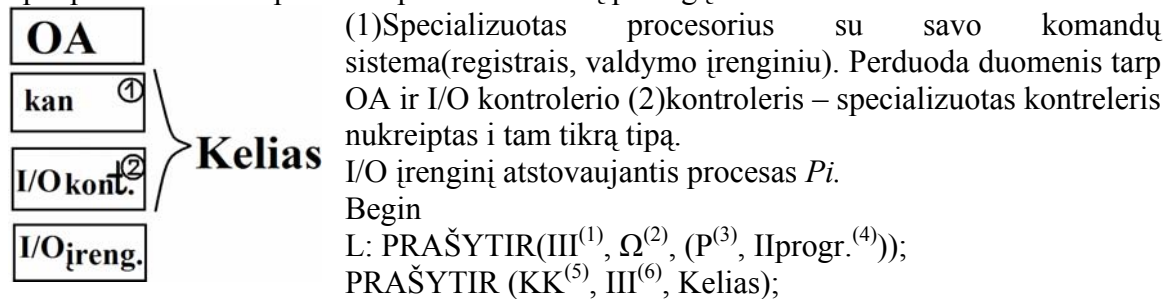 OA
kan ①
I/O kont. ②
I/O įreng.
Kelias
(1)Specializuotas procesorius su savo komandų
sistema(registrais, valdymo įrenginiu). Perduoda duomenis tarp
OA ir I/O kontrolerio (2)kontroleris – specializuotas kontreleris
nukreiptas i tam tikrą tipą.
I/O įrenginį atstovaujantis procesas Pi.
Begin
L: PRAŠYTIR(III(1), Ω(2), (P(3), IIprogr.(4)));
PRAŠYTIR (KK(5), III(6), Kelias);